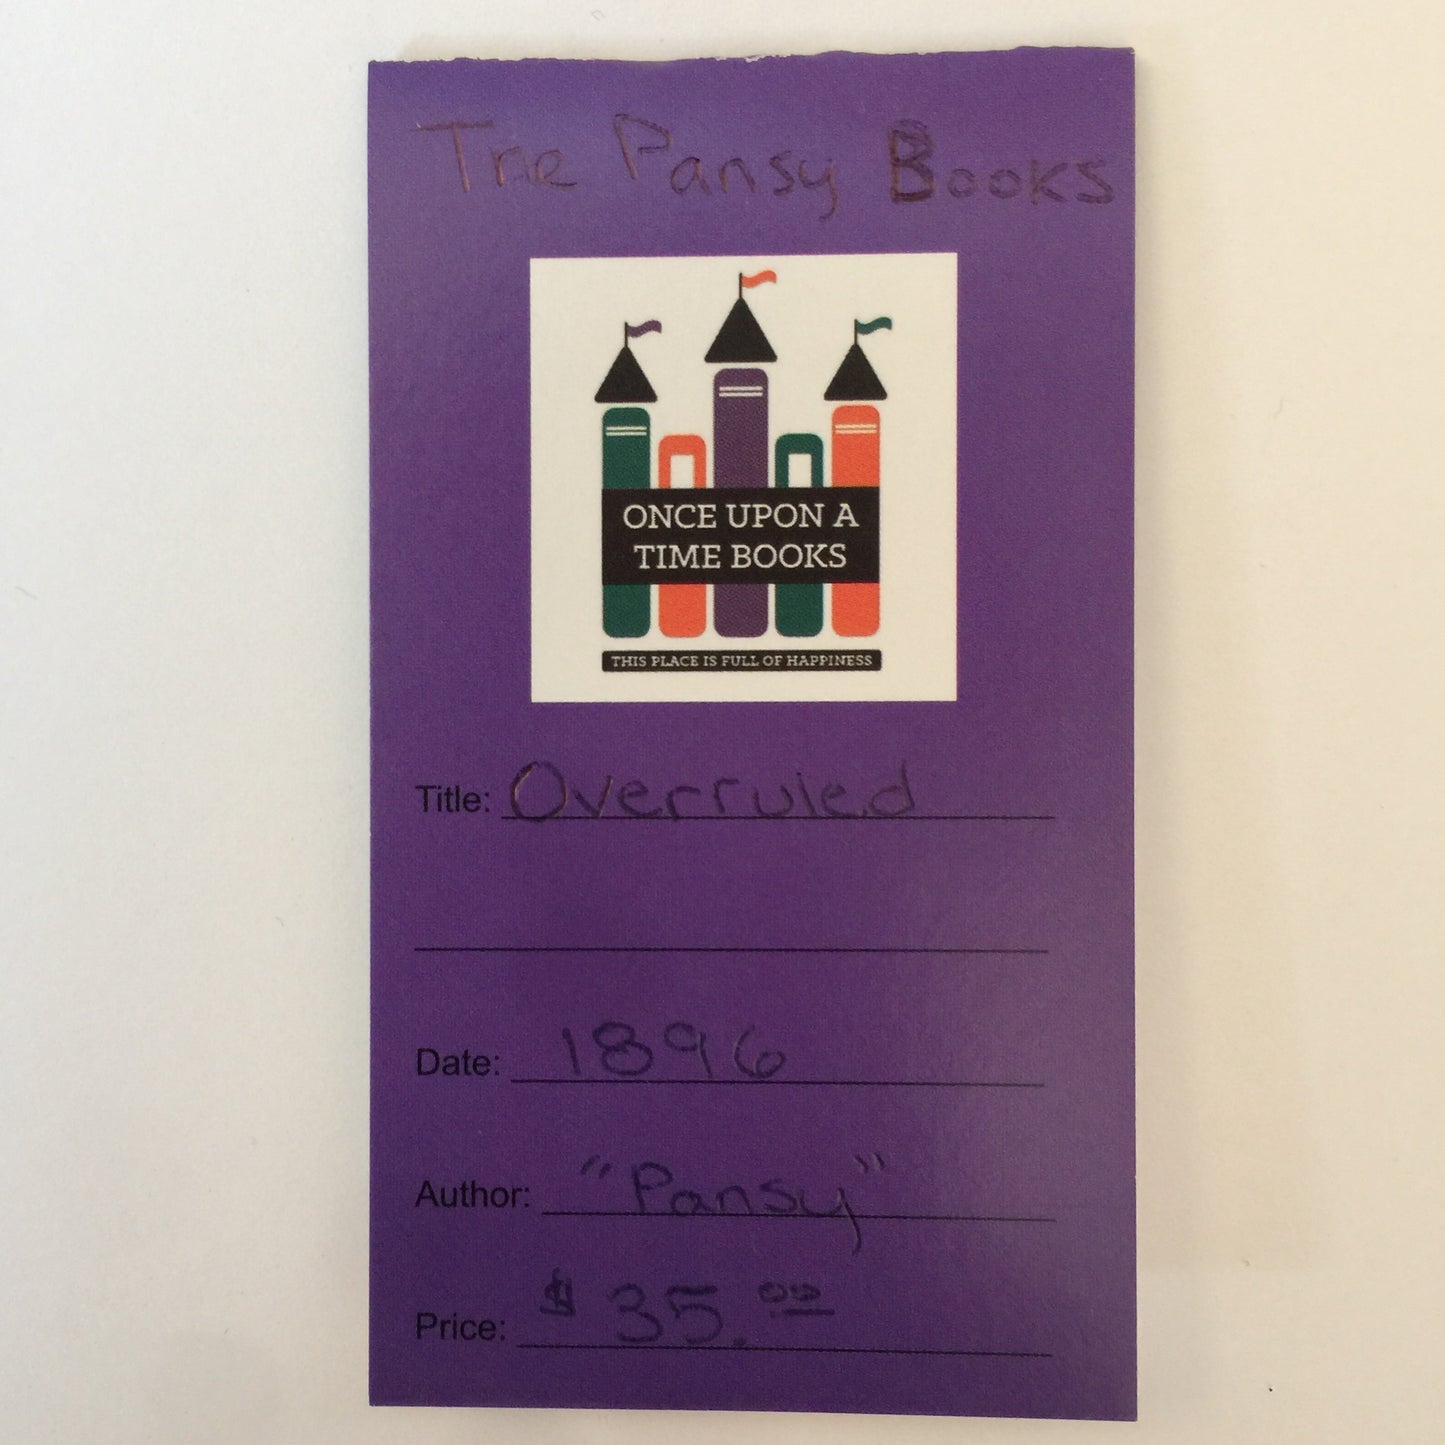 The Pansy Books
ONCE UPON A
TIME BOOKS
THIS PLACE IS FULL OF HAPPINESS
Title: Overruled
Date: 1896
Author: "Pansy"
Price: $35.00